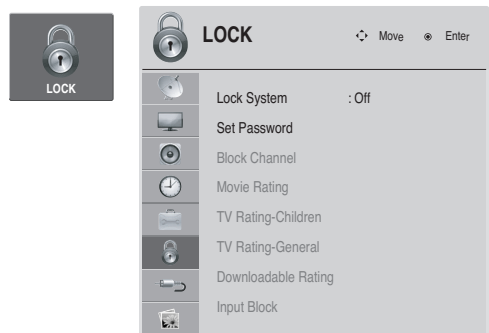 LOCK
LOCK Move Enter
Lock System : Off
Set Password
Block Channel
Movie Rating
TV Rating-Children
TV Rating-General
Downloadable Rating
Input Block